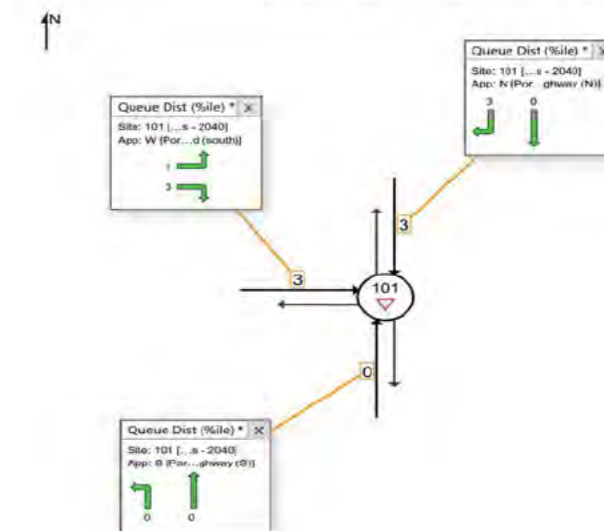 N
Queue Dist (%ile) *
Site: 101 [...s - 2040]
App: N [Por...ghway (N)]
3 0
Queue Dist (%ile) * x
Site: 101 [...s - 2040]
App: W [Por...d (south)]
1
3
3
3
101
0
Queue Dist (%ile) * x
Site: 101 [...s - 2040]
App: S [Por...ghway (S)]
0 0